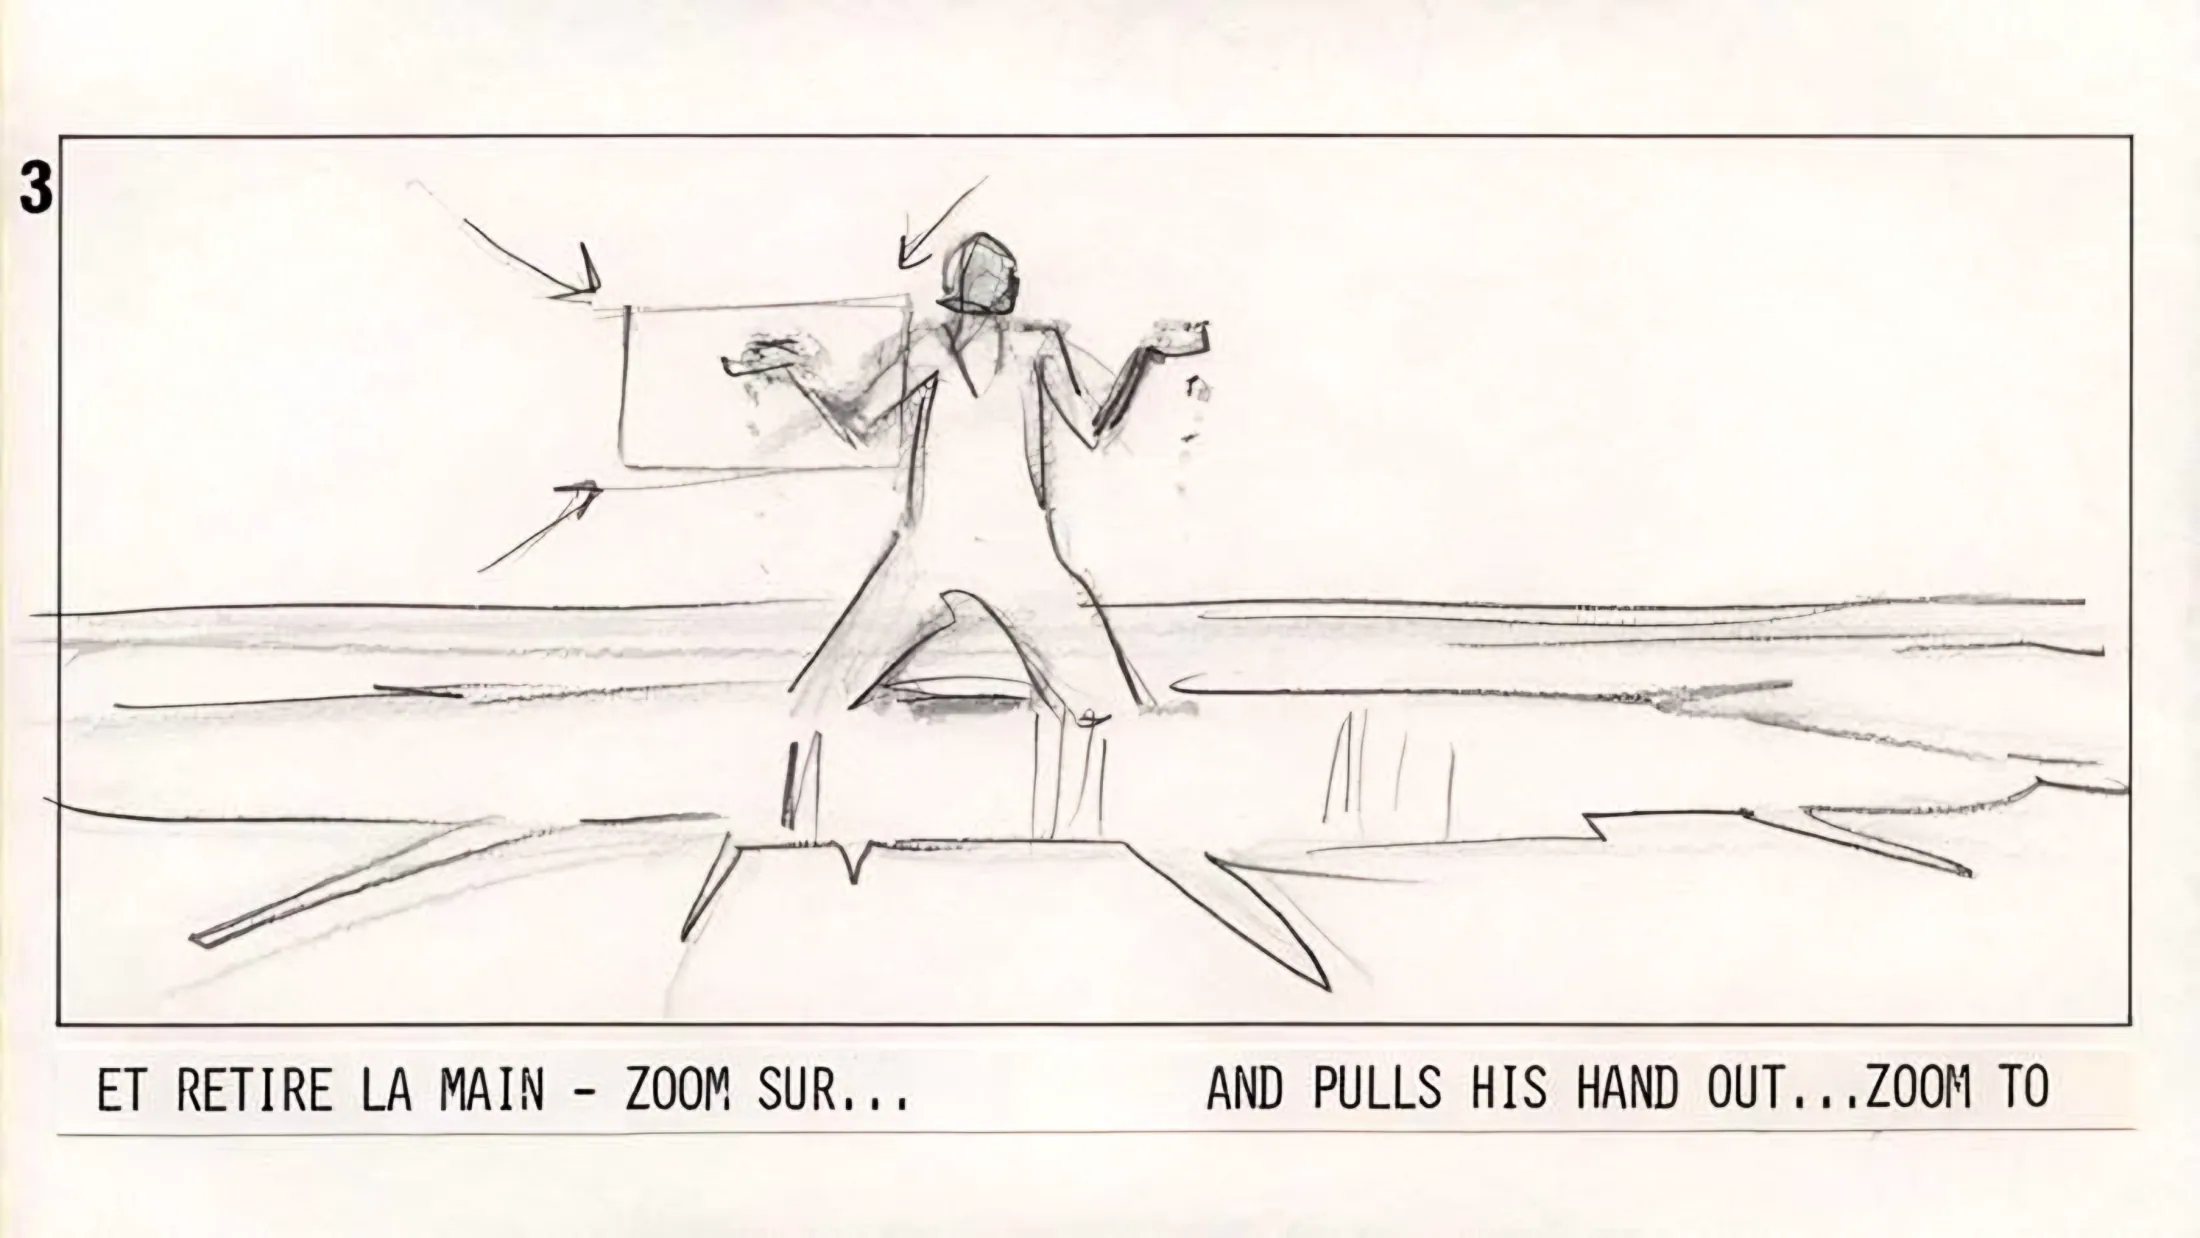 3
ET RETIRE LA MAIN - ZOOM SUR...
AND PULLS HIS HAND OUT...ZOOM TO